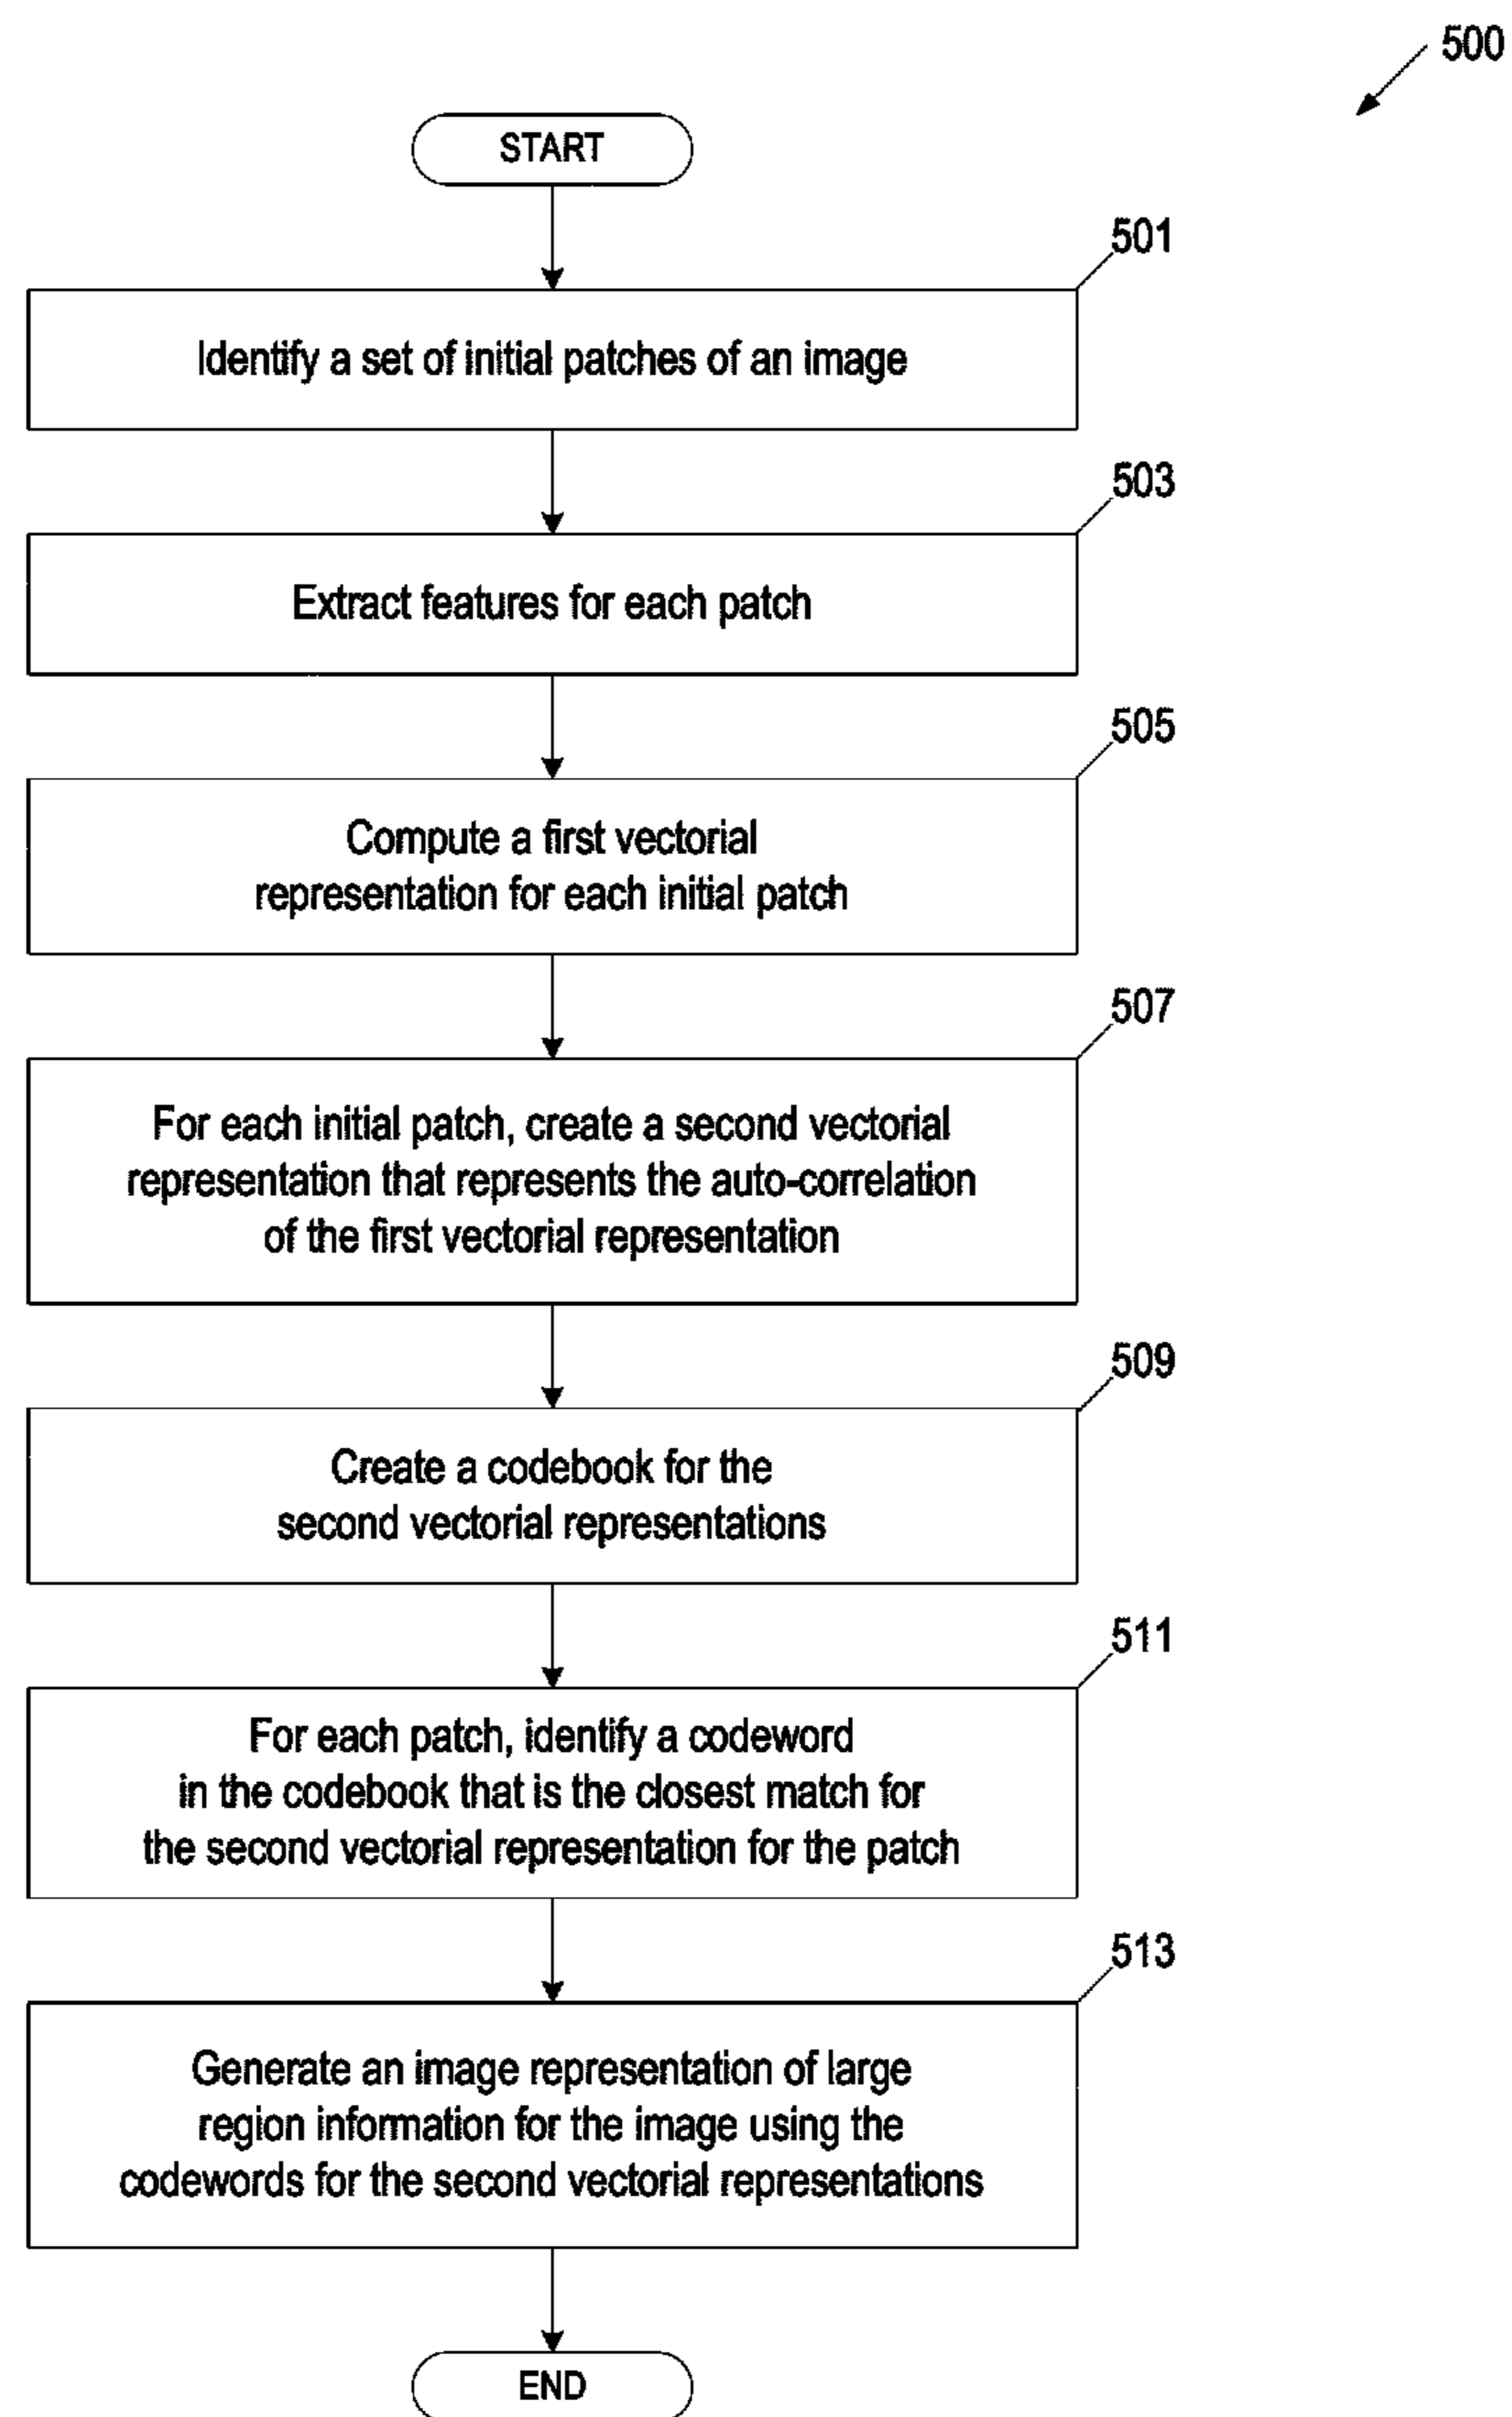 500
START
501
Identify a set of initial patches of an image
503
Extract features for each patch
505
Compute a first vectorial
representation for each initial patch
507
For each initial patch, create a second vectorial
representation that represents the auto-correlation
of the first vectorial representation
509
Create a codebook for the
second vectorial representations
511
For each patch, identify a codeword
in the codebook that is the closest match for
the second vectorial representation for the patch
513
Generate an image representation of large
region information for the image using the
codewords for the second vectorial representations
END